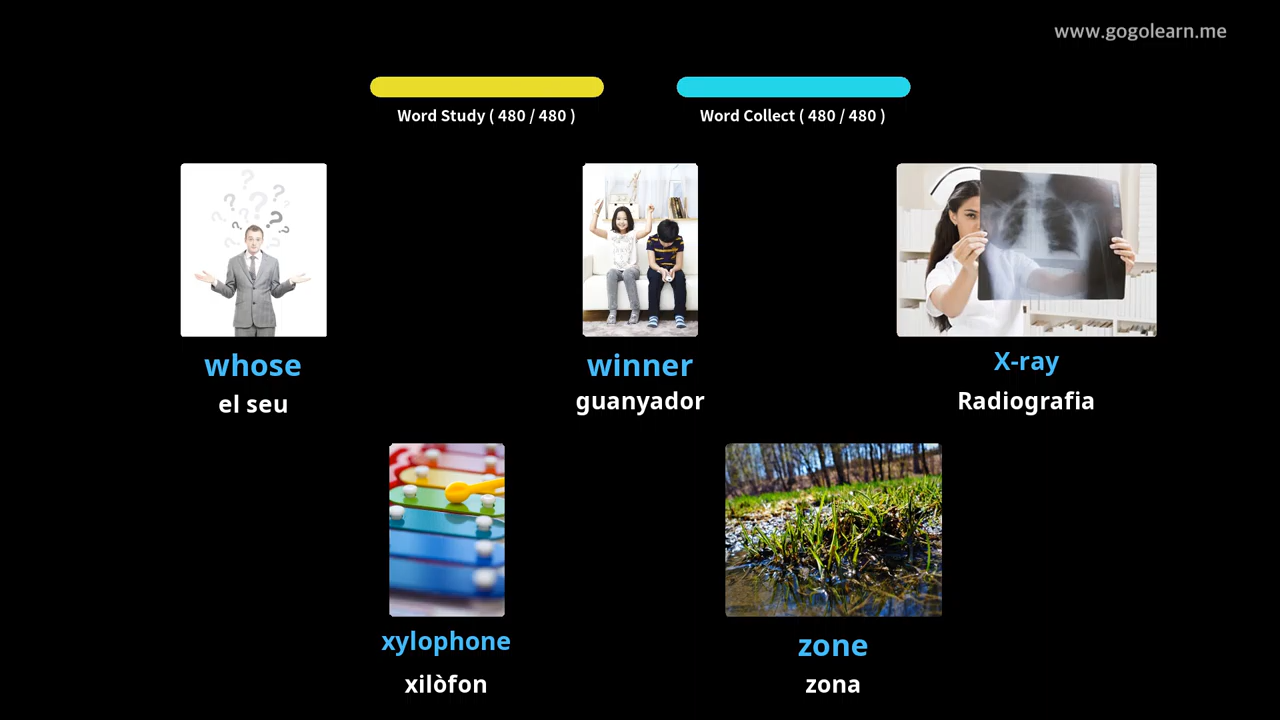 www.gogolearn.me
Word Study ( 480 / 480 )
Word Collect ( 480 / 480 )
whose
el seu
winner
guanyador
X-ray
Radiografia
xylophone
xilòfon
zone
zona